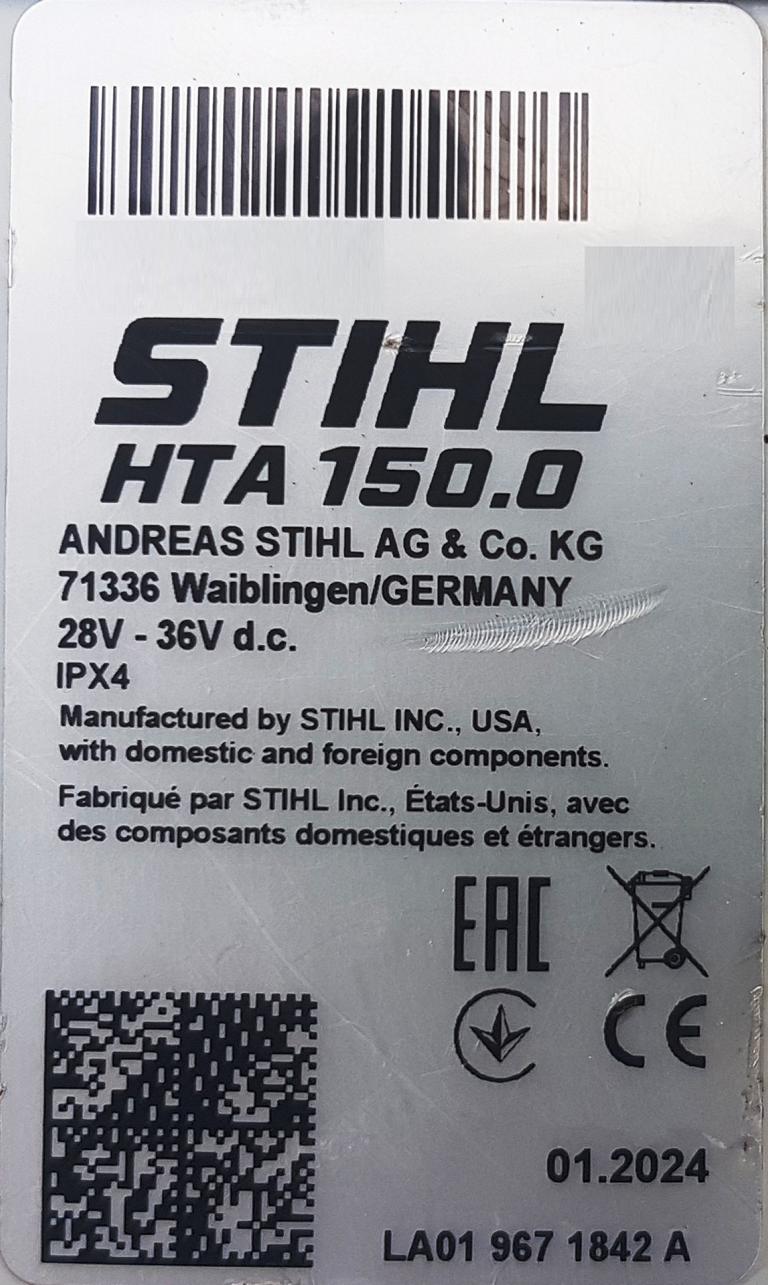 STIHL
HTA 150.0
ANDREAS STIHL AG & Co. KG
71336 Waiblingen/GERMANY
28V - 36V d.c.
IPX4
Manufactured by STIHL INC., USA,
with domestic and foreign components.
Fabriqué par STIHL Inc., États-Unis, avec
des composants domestiques et étrangers.
EAC
CE
01.2024
LA01 967 1842 A